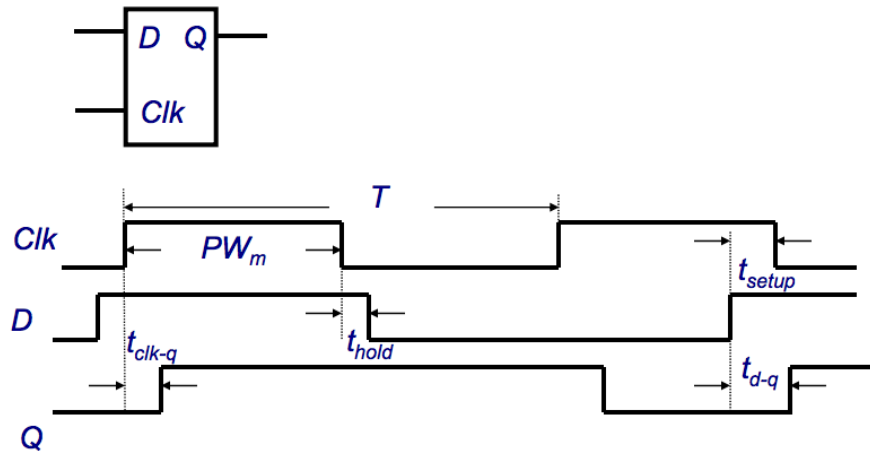 D Q
Clk
T
Clk
PWm
tsetup
D
tclk-q
thold
td-q
Q